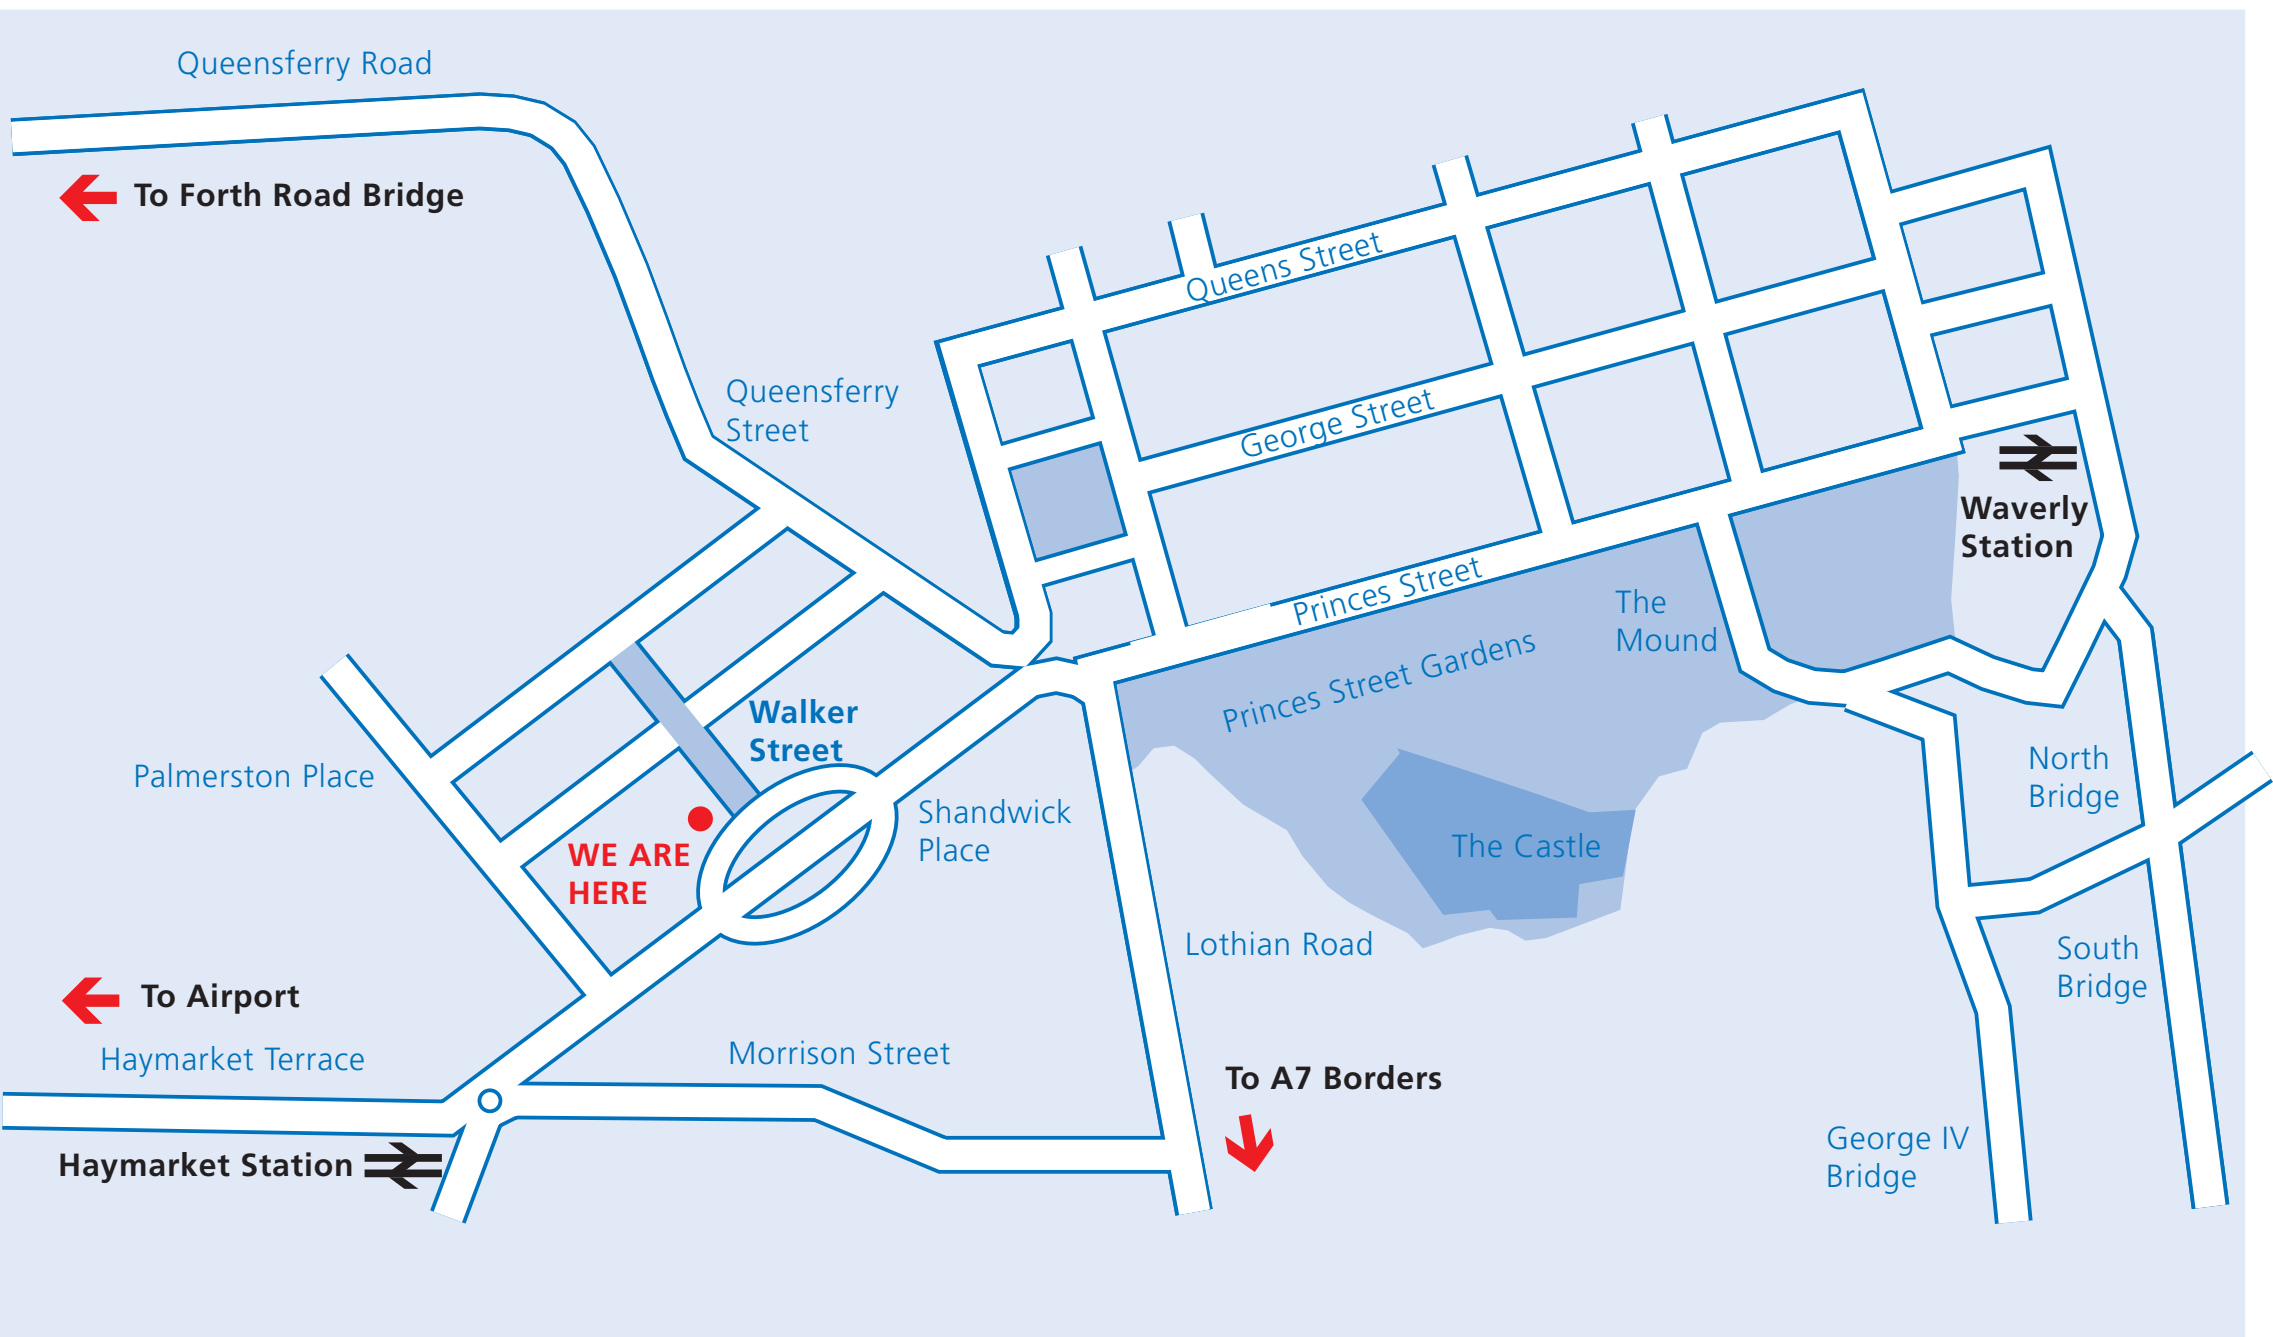 Queensferry Road
To Forth Road Bridge
Queens Street
Queensferry
Street
George Street
Waverly
Station
Princes Street
The
Mound
Princes Street Gardens
Walker
Street
Palmerston Place
North
Bridge
Shandwick
Place
The Castle
WE ARE
HERE
Lothian Road
South
Bridge
To Airport
Haymarket Terrace
Morrison Street
To A7 Borders
George IV
Bridge
Haymarket Station